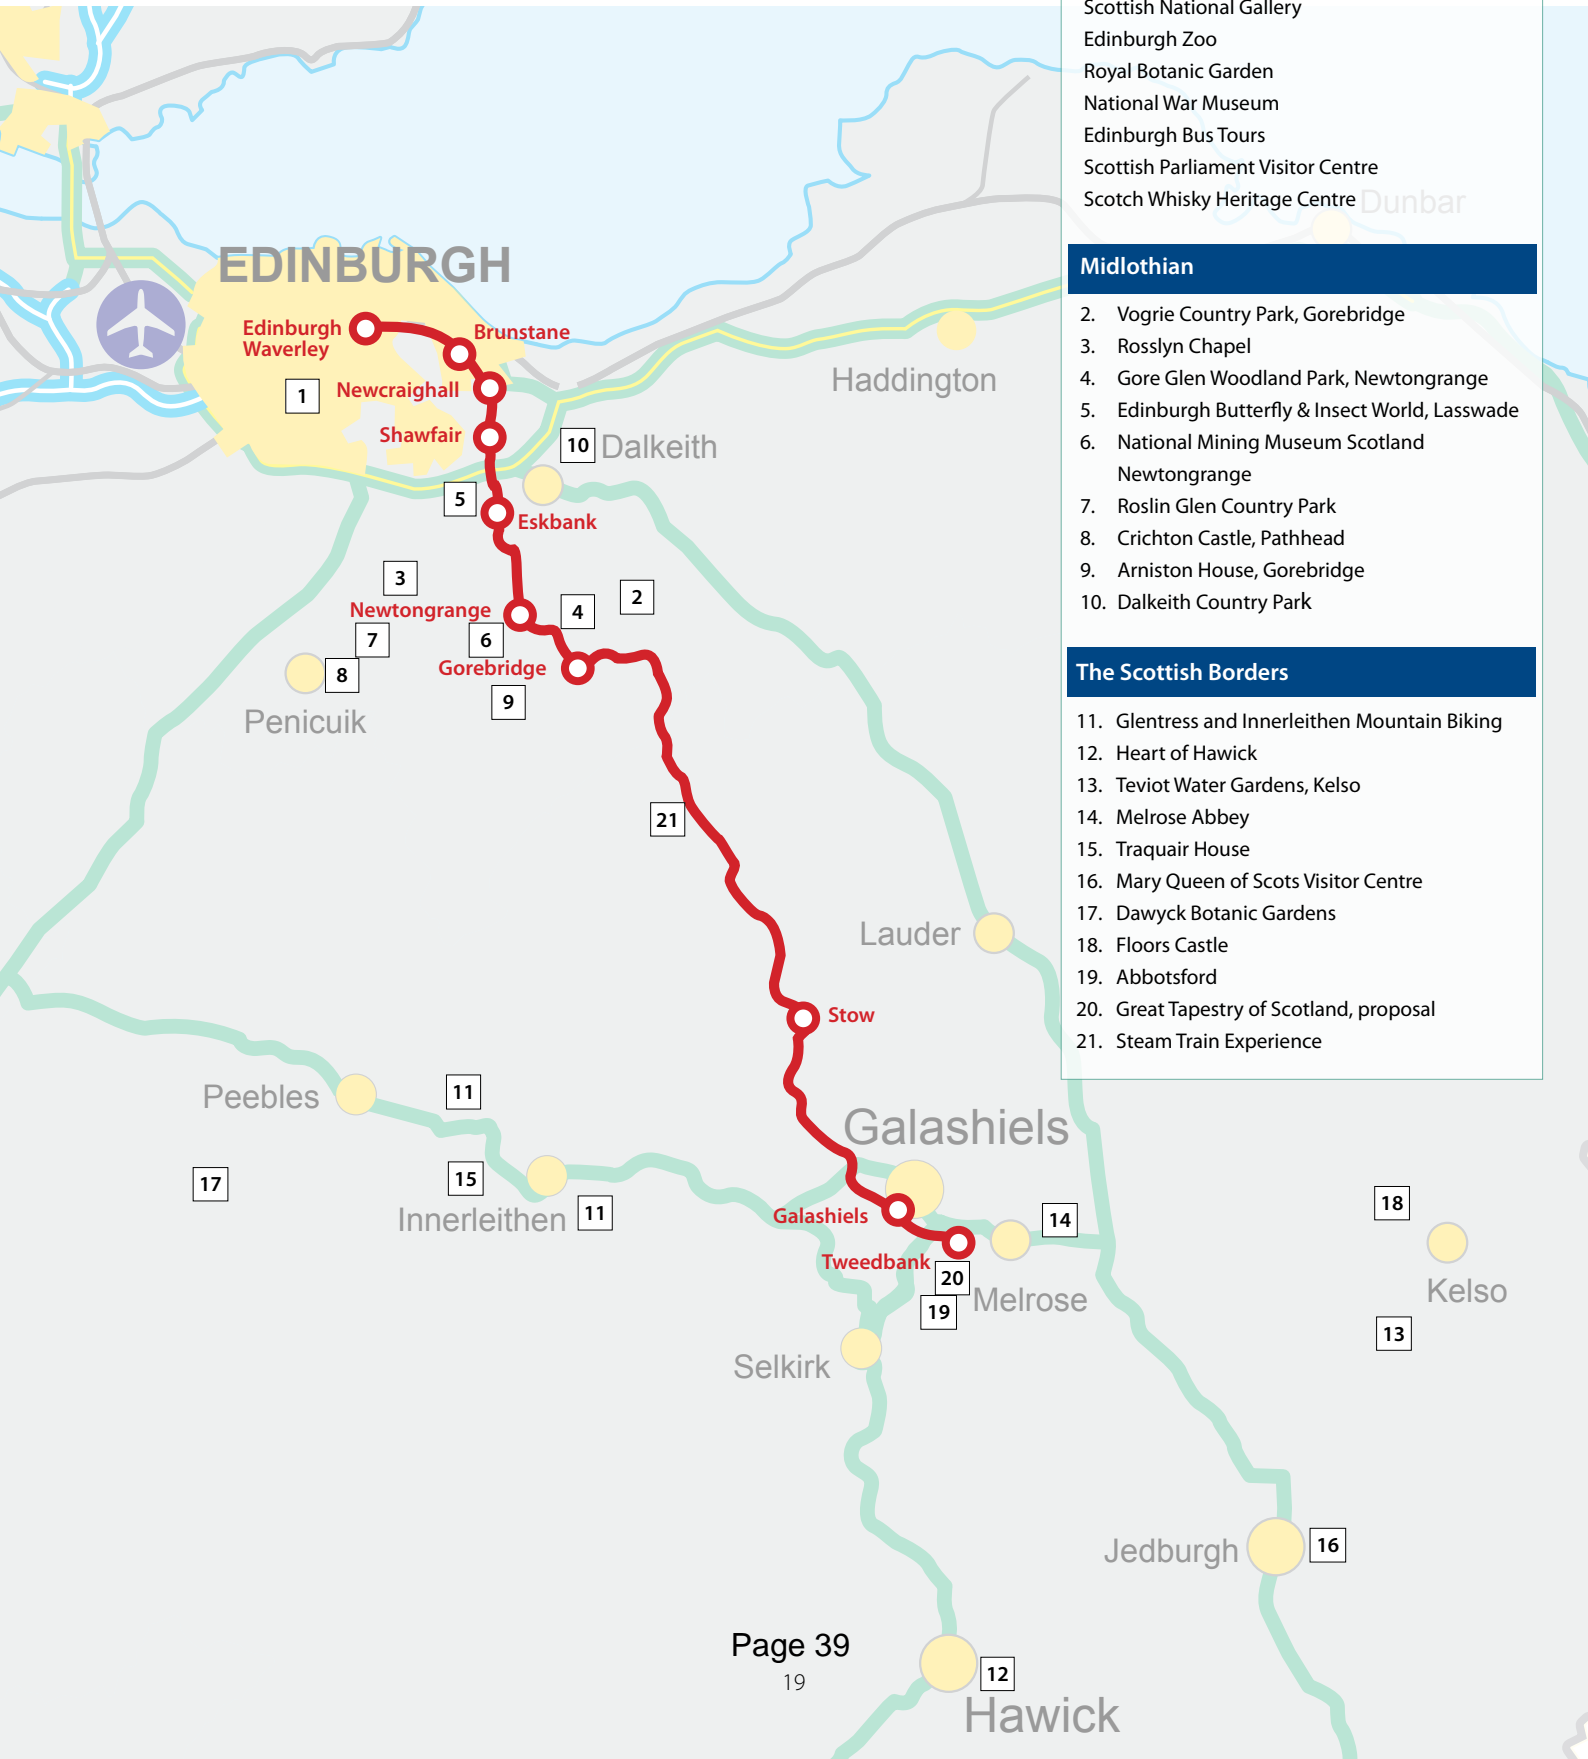 Scottish National Gallery
Edinburgh Zoo
Royal Botanic Garden
National War Museum
Edinburgh Bus Tours
Scottish Parliament Visitor Centre
Scotch Whisky Heritage Centre
Dunbar
Midlothian
2. Vogrie Country Park, Gorebridge
3. Rosslyn Chapel
4. Gore Glen Woodland Park, Newtongrange
5. Edinburgh Butterfly & Insect World, Lasswade
6. National Mining Museum Scotland
Newtongrange
7. Roslin Glen Country Park
8. Crichton Castle, Pathhead
9. Arniston House, Gorebridge
10. Dalkeith Country Park
The Scottish Borders
11. Glentress and Innerleithen Mountain Biking
12. Heart of Hawick
13. Teviot Water Gardens, Kelso
14. Melrose Abbey
15. Traquair House
16. Mary Queen of Scots Visitor Centre
17. Dawyck Botanic Gardens
18. Floors Castle
19. Abbotsford
20. Great Tapestry of Scotland, proposal
21. Steam Train Experience
EDINBURGH
Edinburgh
Waverley
Brunstane
1
Newcraighall
Haddington
Shawfair
10
Dalkeith
5
Eskbank
3
2
Newtongrange
4
7
6
8
Gorebridge
9
Penicuik
21
Lauder
Stow
Peebles
11
Galashiels
17
15
Innerleithen
11
Galashiels
14
18
Tweedbank
20
Melrose
19
Kelso
13
Selkirk
Jedburgh
16
12
Hawick
Page 39
19